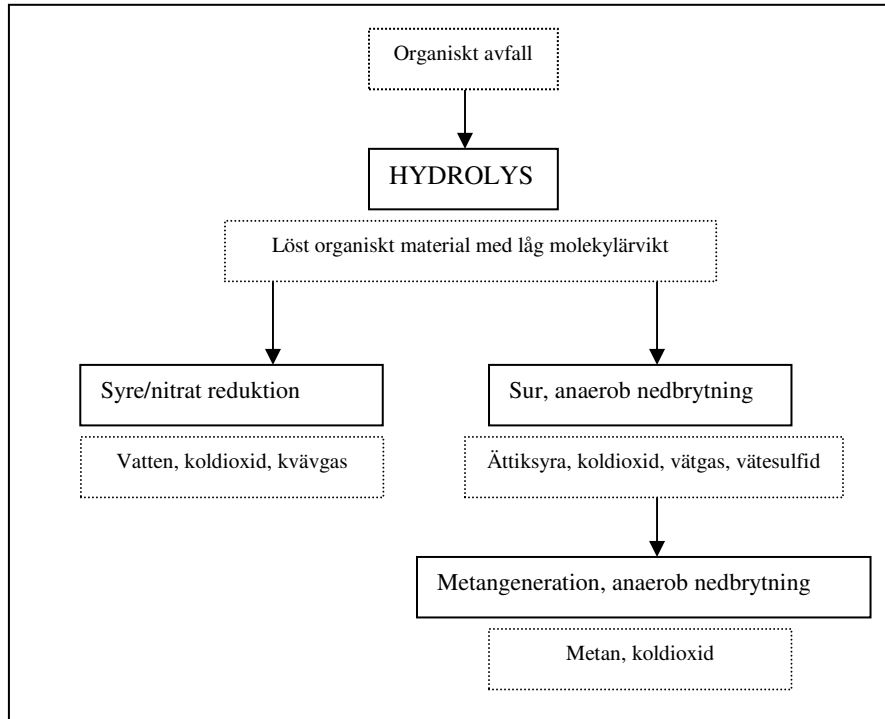 Organiskt avfall
HYDROLYS
Löst organiskt material med låg molekylärvikt
Syre/nitrat reduktion
Vatten, koldioxid, kvävgas
Sur, anaerob nedbrytning
Ättiksyra, koldioxid, vätgas, vätesulfid
Metangeneration, anaerob nedbrytning
Metan, koldioxid